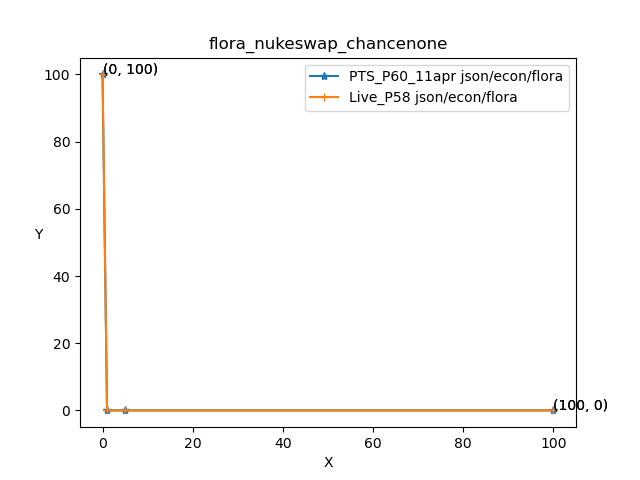 flora_nukeswap_chancenone
PTS_P60_11apr json/econ/flora
Live_P58 json/econ/flora
(0, 100)
(100, 0)
100
80
60
40
20
0
Y
0 20 40 60 80 100
X